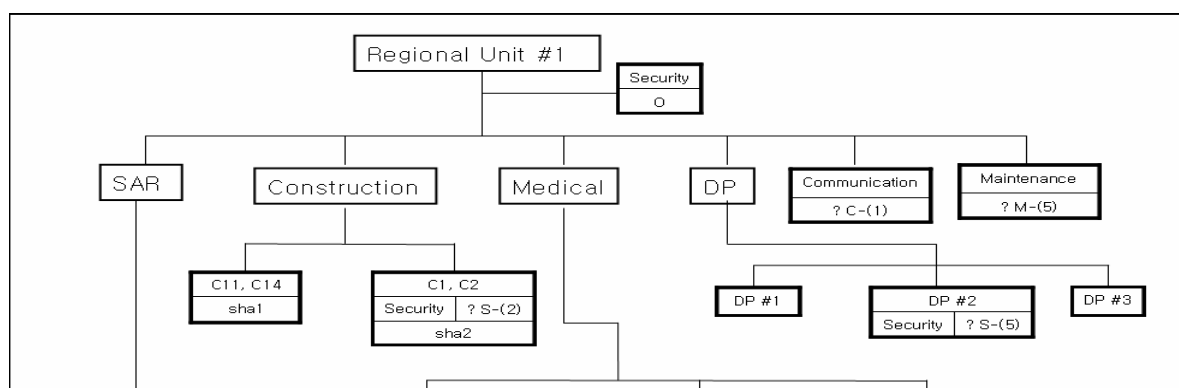 Regional Unit #1
Security
O
SAR
Construction
Medical
DP
Communication
? C-(1)
Maintenance
? M-(5)
C11, C14
sha1
C1, C2
Security ? S-(2)
sha2
DP #1
DP #2
Security ? S-(5)
DP #3